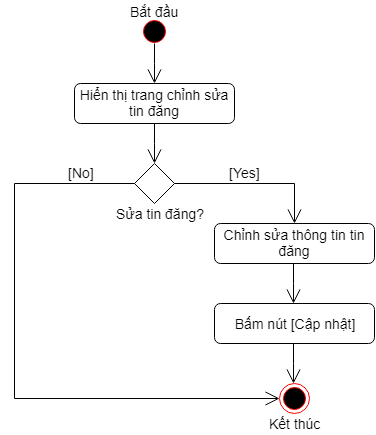 Bắt đầu
Hiển thị trang chỉnh sửa
tin đăng
[No]
[Yes]
Sửa tin đăng?
Chỉnh sửa thông tin tin
đăng
Bấm nút [Cập nhật]
Kết thúc